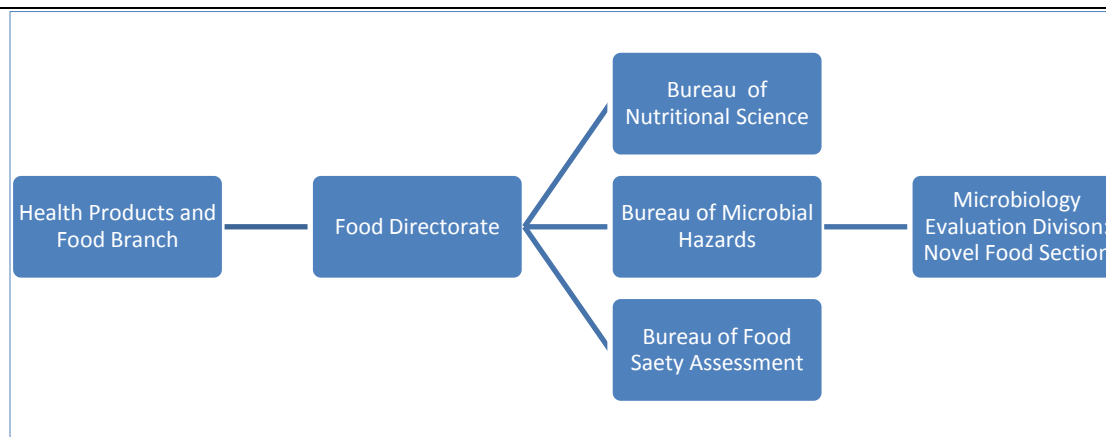 Health Products and
Food Branch
Food Directorate
Bureau of
Nutritional Science
Bureau of Microbial
Hazards
Bureau of Food
Saety Assessment
Microbiology
Evaluation Divison:
Novel Food Section